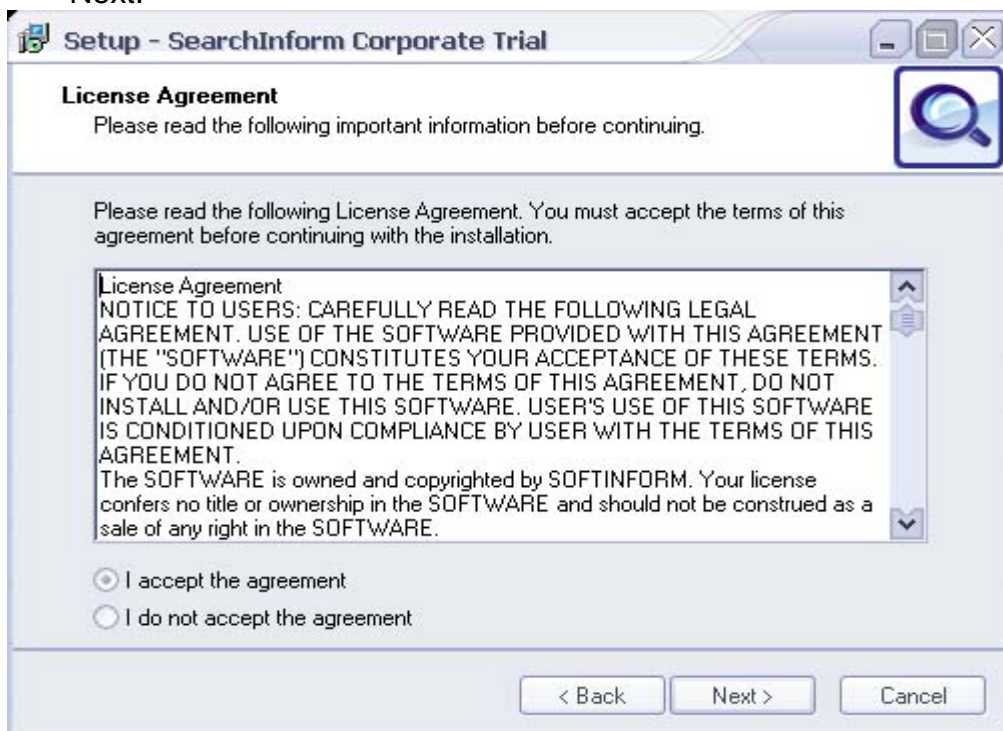 Next.
Setup - SearchInform Corporate Trial
License Agreement
Please read the following important information before continuing.
Please read the following License Agreement. You must accept the terms of this
agreement before continuing with the installation.
License Agreement
NOTICE TO USERS: CAREFULLY READ THE FOLLOWING LEGAL
AGREEMENT. USE OF THE SOFTWARE PROVIDED WITH THIS AGREEMENT
(THE "SOFTWARE") CONSTITUTES YOUR ACCEPTANCE OF THESE TERMS.
IF YOU DO NOT AGREE TO THE TERMS OF THIS AGREEMENT, DO NOT
INSTALL AND/OR USE THIS SOFTWARE. USER'S USE OF THIS SOFTWARE
IS CONDITIONED UPON COMPLIANCE BY USER WITH THE TERMS OF THIS
AGREEMENT.
The SOFTWARE is owned and copyrighted by SOFTINFORM. Your license
confers no title or ownership in the SOFTWARE and should not be construed as a
sale of any right in the SOFTWARE.
I accept the agreement
I do not accept the agreement
< Back
Next >
Cancel